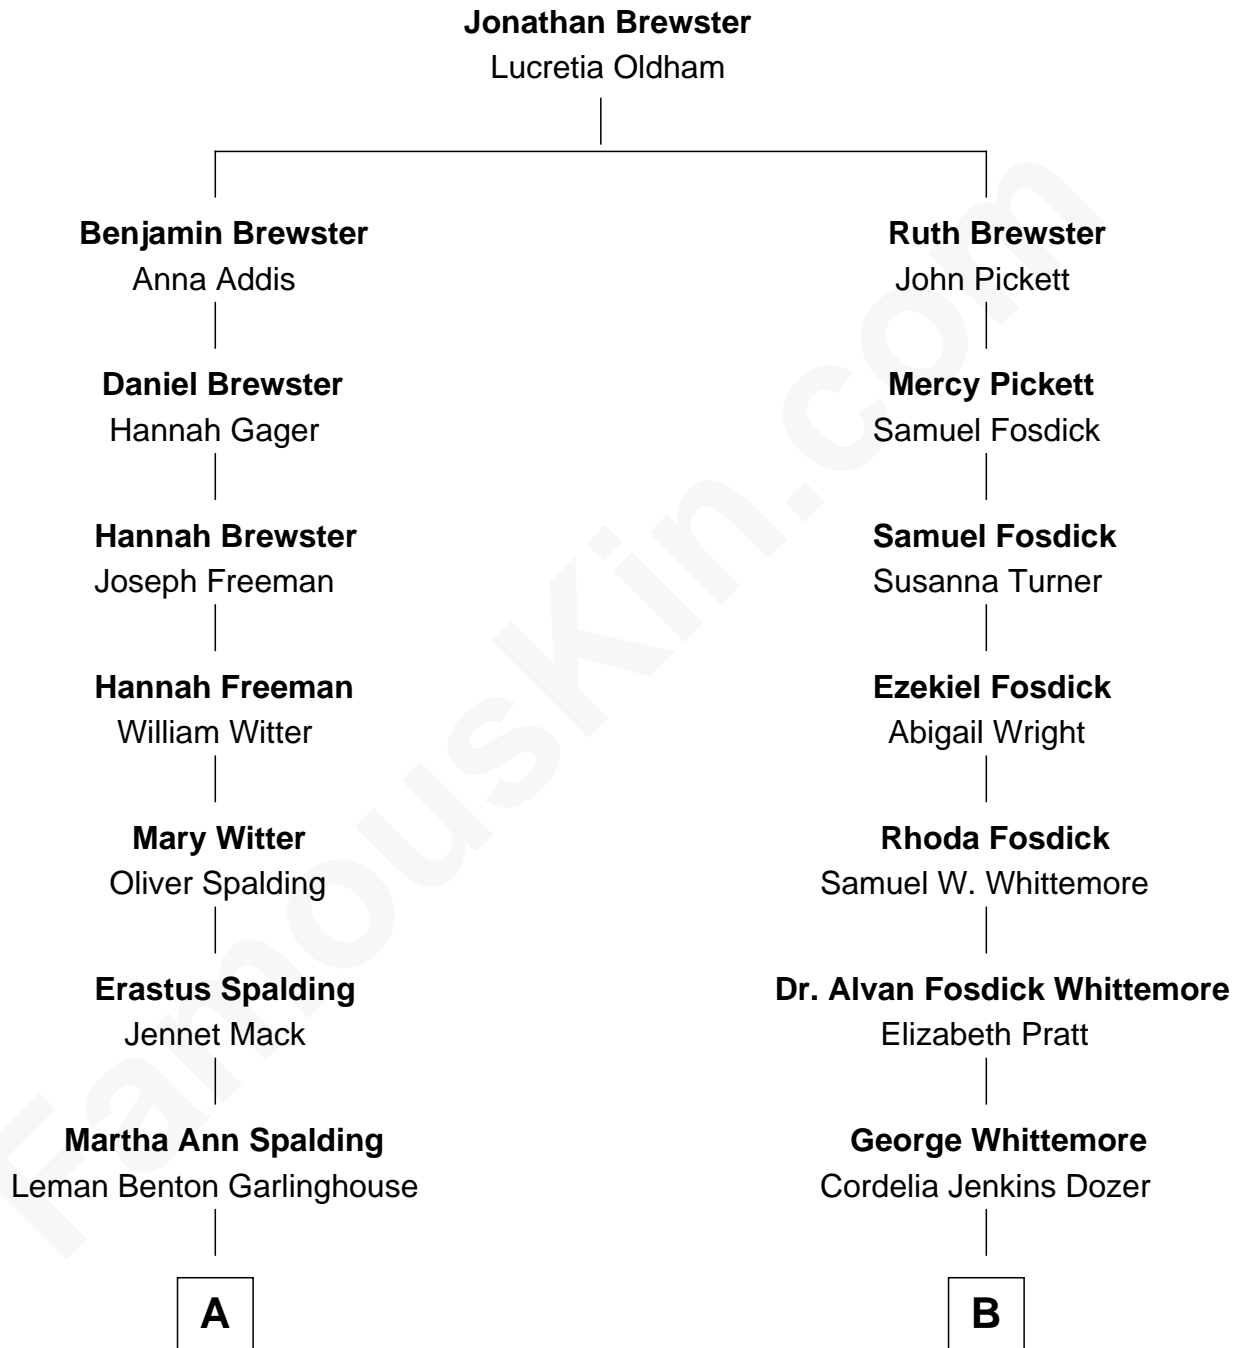 Jonathan Brewster
Lucretia Oldham
Benjamin Brewster
Anna Addis
Daniel Brewster
Hannah Gager
Hannah Brewster
Joseph Freeman
Hannah Freeman
William Witter
Mary Witter
Oliver Spalding
Erastus Spalding
Jennet Mack
Martha Ann Spalding
Leman Benton Garlinghouse
A
Ruth Brewster
John Pickett
Mercy Pickett
Samuel Fosdick
Samuel Fosdick
Susanna Turner
Ezekiel Fosdick
Abigail Wright
Rhoda Fosdick
Samuel W. Whittemore
Dr. Alvan Fosdick Whittemore
Elizabeth Pratt
George Whittemore
Cordelia Jenkins Dozer
B
FamousKin.com